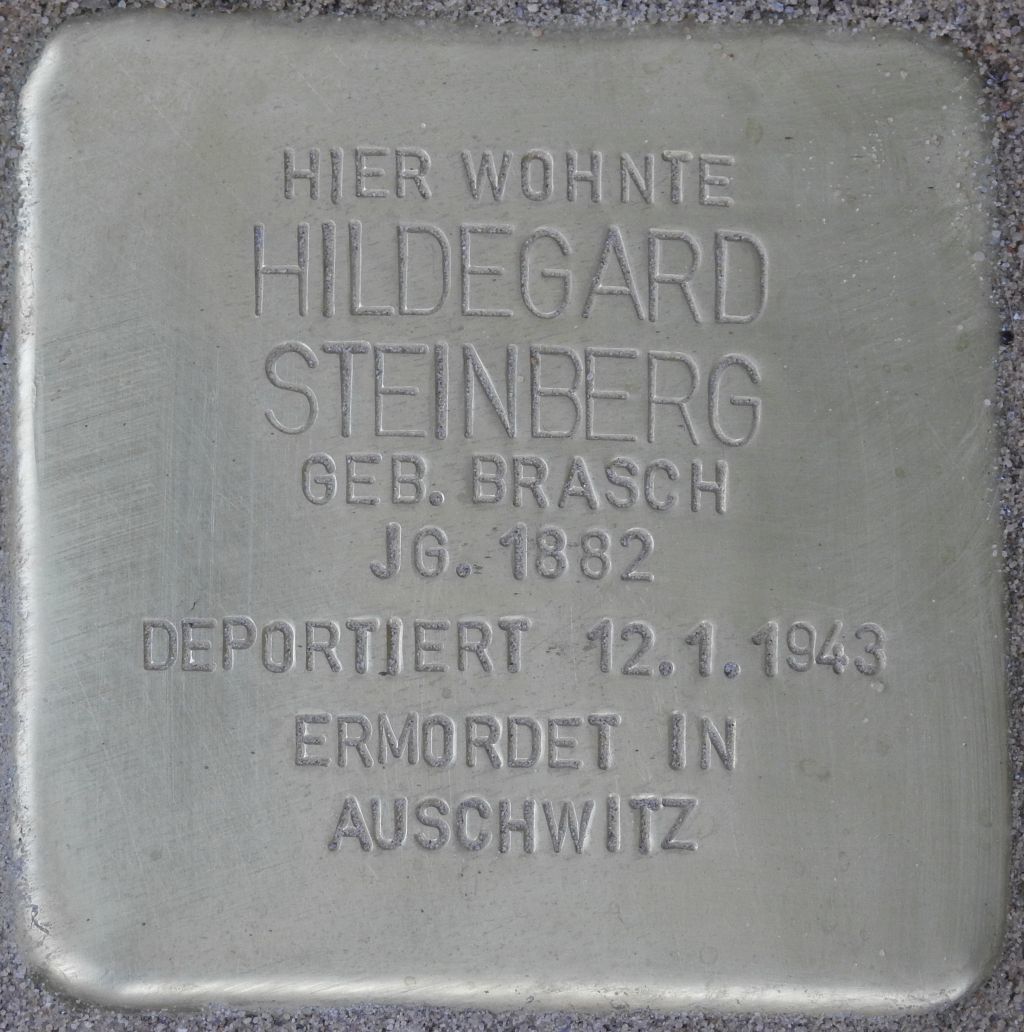 HIER WOHNTE
HILDEGARD
STEINBERG
GEB. BRASCH
JG. 1882
DEPORTIERT 12.1.1943
ERMORDET IN
AUSCHWITZ